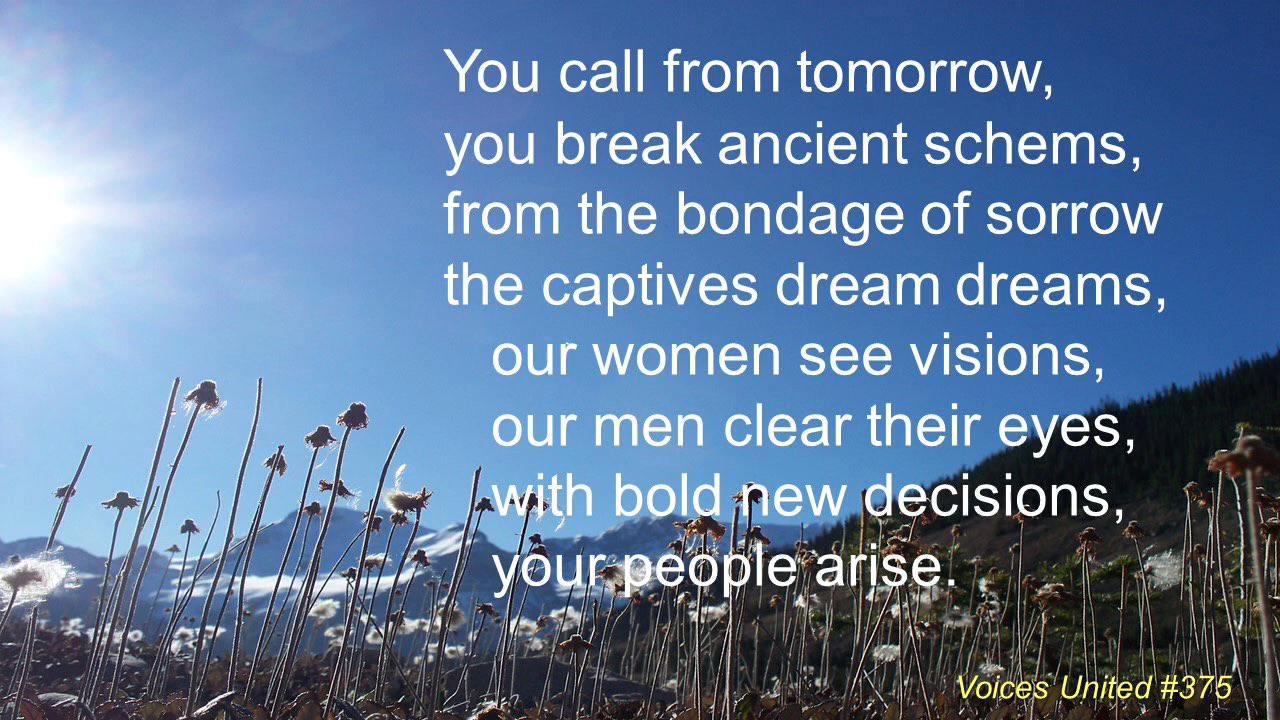 You call from tomorrow,
you break ancient schems,
from the bondage of sorrow
the captives dream dreams,
our women see visions,
our men clear their eyes,
with bold new decisions,
your people arise.
Voices United #375